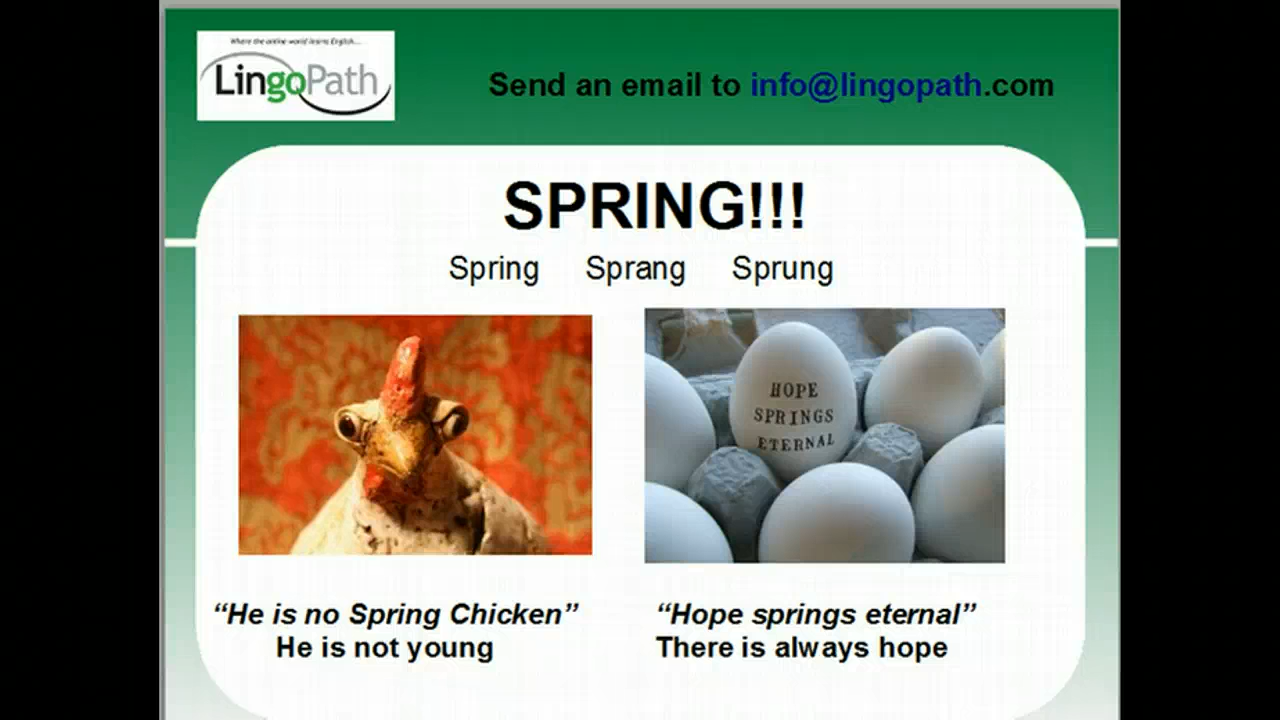 Where the online world learns English....
LingoPath
Send an email to info@lingopath.com
SPRING!!!
Spring Sprang Sprung
HOPE
SPRINGS
ETERNAL
“He is no Spring Chicken”
He is not young
“Hope springs eternal”
There is always hope